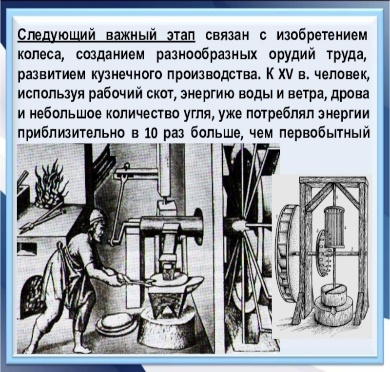 Следующий важный этап связан с изобретением
колеса, созданием разнообразных орудий труда,
развитием кузнечного производства. К XV в. человек,
используя рабочий скот, энергию воды и ветра, дрова
и небольшое количество угля, уже потреблял энергии
приблизительно в 10 раз больше, чем первобытный